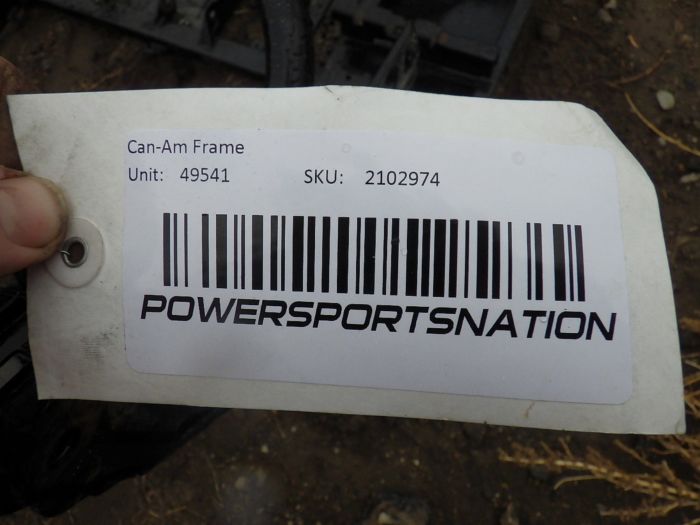 Can-Am Frame
Unit: 49541 SKU: 2102974
POWERSPORTSNATION